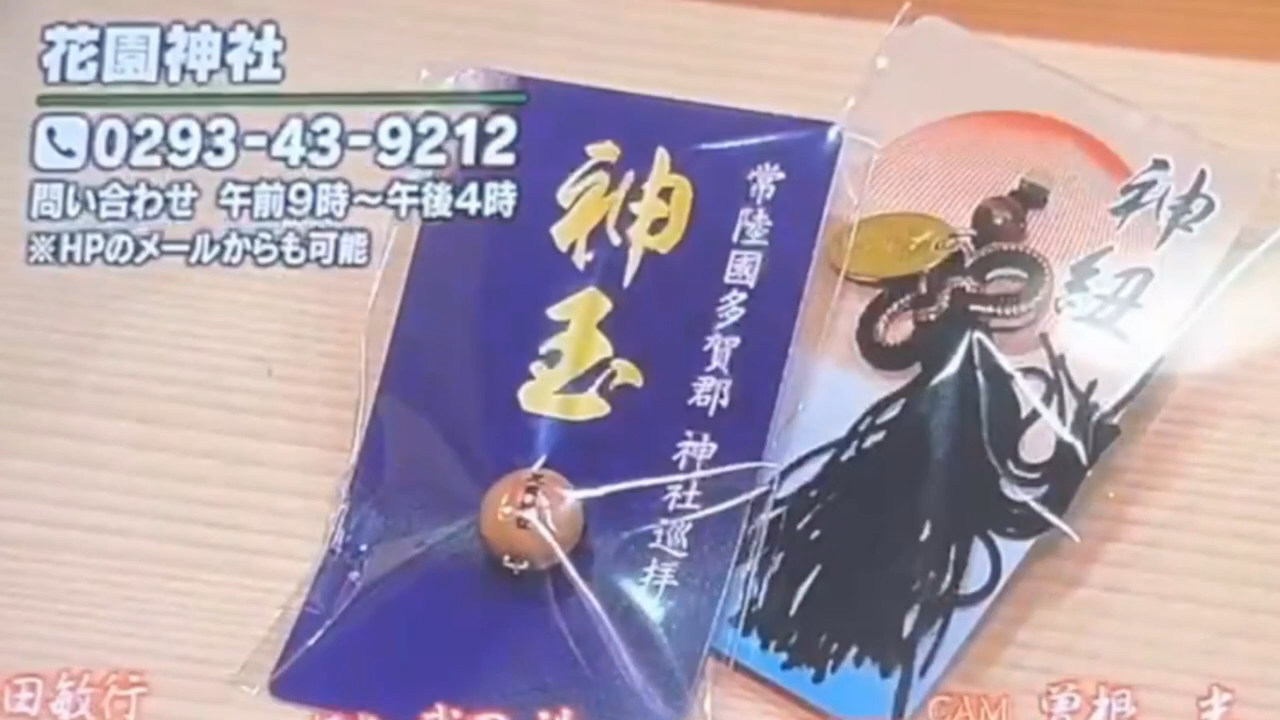 花園神社
0293-43-9212
問い合わせ 午前9時～午後4時
※HPのメールからも可能
神玉
常陸國多賀郡 神社巡拝
神紐
田敏行
CAM 曽根